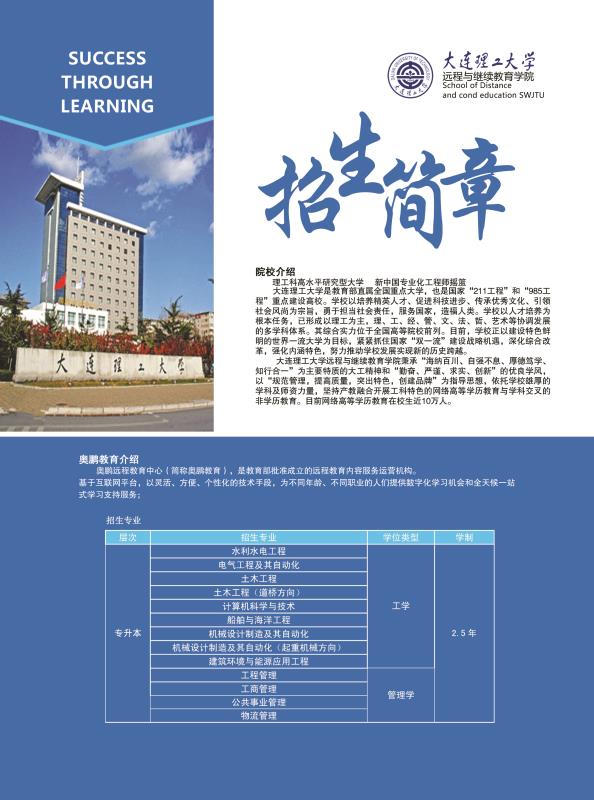 SUCCESS
THROUGH
LEARNING
大连理工大学
远程与继续教育学院
School of Distance
and cond education SWJTU
招生简章
大连理工大学
院校介绍
理工科高水平研究型大学 新中国专业化工程师摇篮
大连理工大学是教育部直属全国重点大学，也是国家“211工程”和“985工
程”重点建设高校。学校以培养精英人才、促进科技进步、传承优秀文化、引领
社会风尚为宗旨，勇于担当社会责任，服务国家，造福人类。学校以人才培养为
根本任务，已形成以理工为主，理、工、经、管、文、法、哲、艺术等协调发展
的多学科体系。其综合实力位于全国高等院校前列。目前，学校正以建设特色鲜
明的世界一流大学为目标，紧紧抓住国家“双一流”建设战略机遇，深化综合改
革，强化内涵特色，努力推动学校发展实现新的历史跨越。
大连理工大学远程与继续教育学院秉承“海纳百川、自强不息、厚德笃学、
知行合一”为主要特质的大工精神和“勤奋、严谨、求实、创新”的优良学风，
以“规范管理，提高质量，突出特色，创建品牌”为指导思想，依托学校雄厚的
学科及师资力量，坚持产教融合开展工科特色的网络高等学历教育与学科交叉的
非学历教育。目前网络高等学历教育在校生近10万人。
奥鹏教育介绍
奥鹏远程教育中心（简称奥鹏教育），是教育部批准成立的远程教育内容服务运营机构。
基于互联网平台，以灵活、方便、个性化的技术手段，为不同年龄、不同职业的人们提供数字化学习机会和全天候一站
式学习支持服务；
招生专业
层次 招生专业 学位类型 学制
水利水电工程
电气工程及其自动化
土木工程
土木工程（道桥方向）
计算机科学与技术
工学
船舶与海洋工程
专升本 机械设计制造及其自动化 2.5年
机械设计制造及其自动化（起重机械方向）
建筑环境与能源应用工程
工程管理
工商管理
管理学
公共事业管理
物流管理